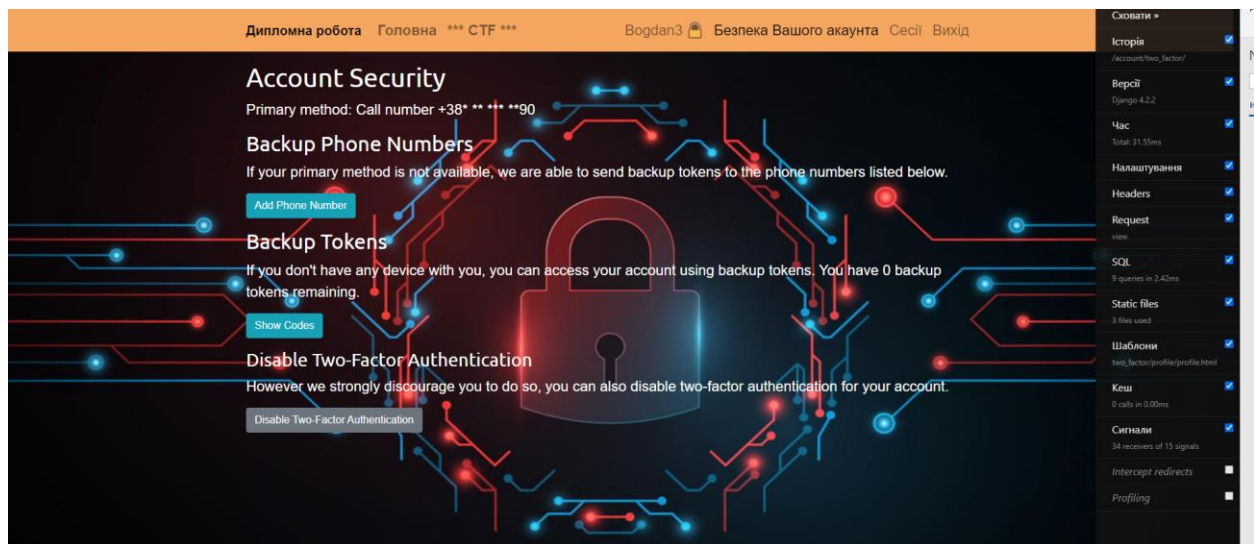 Дипломна робота Головна *** CTF *** Bogdan3 Безпека Вашого акаунта Сесії Вихід
Account Security
Primary method: Call number +38* ** *** **90
Backup Phone Numbers
If your primary method is not available, we are able to send backup tokens to the phone numbers listed below.
Add Phone Number
Backup Tokens
If you don't have any device with you, you can access your account using backup tokens. You have 0 backup
tokens remaining.
Show Codes
Disable Two-Factor Authentication
However we strongly discourage you to do so, you can also disable two-factor authentication for your account.
Disable Two-Factor Authentication
Сховати »
Історія
/account/two_factor/
Версії
Django 4.2.2
Час
Total: 31.55ms
Налаштування
Headers
Request
view
SQL
9 queries in 2.42ms
Static files
3 files used
Шаблони
two_factor/profile/profile.html
Кеш
0 calls in 0.00ms
Сигнали
34 receivers of 15 signals
Intercept redirects
Profiling